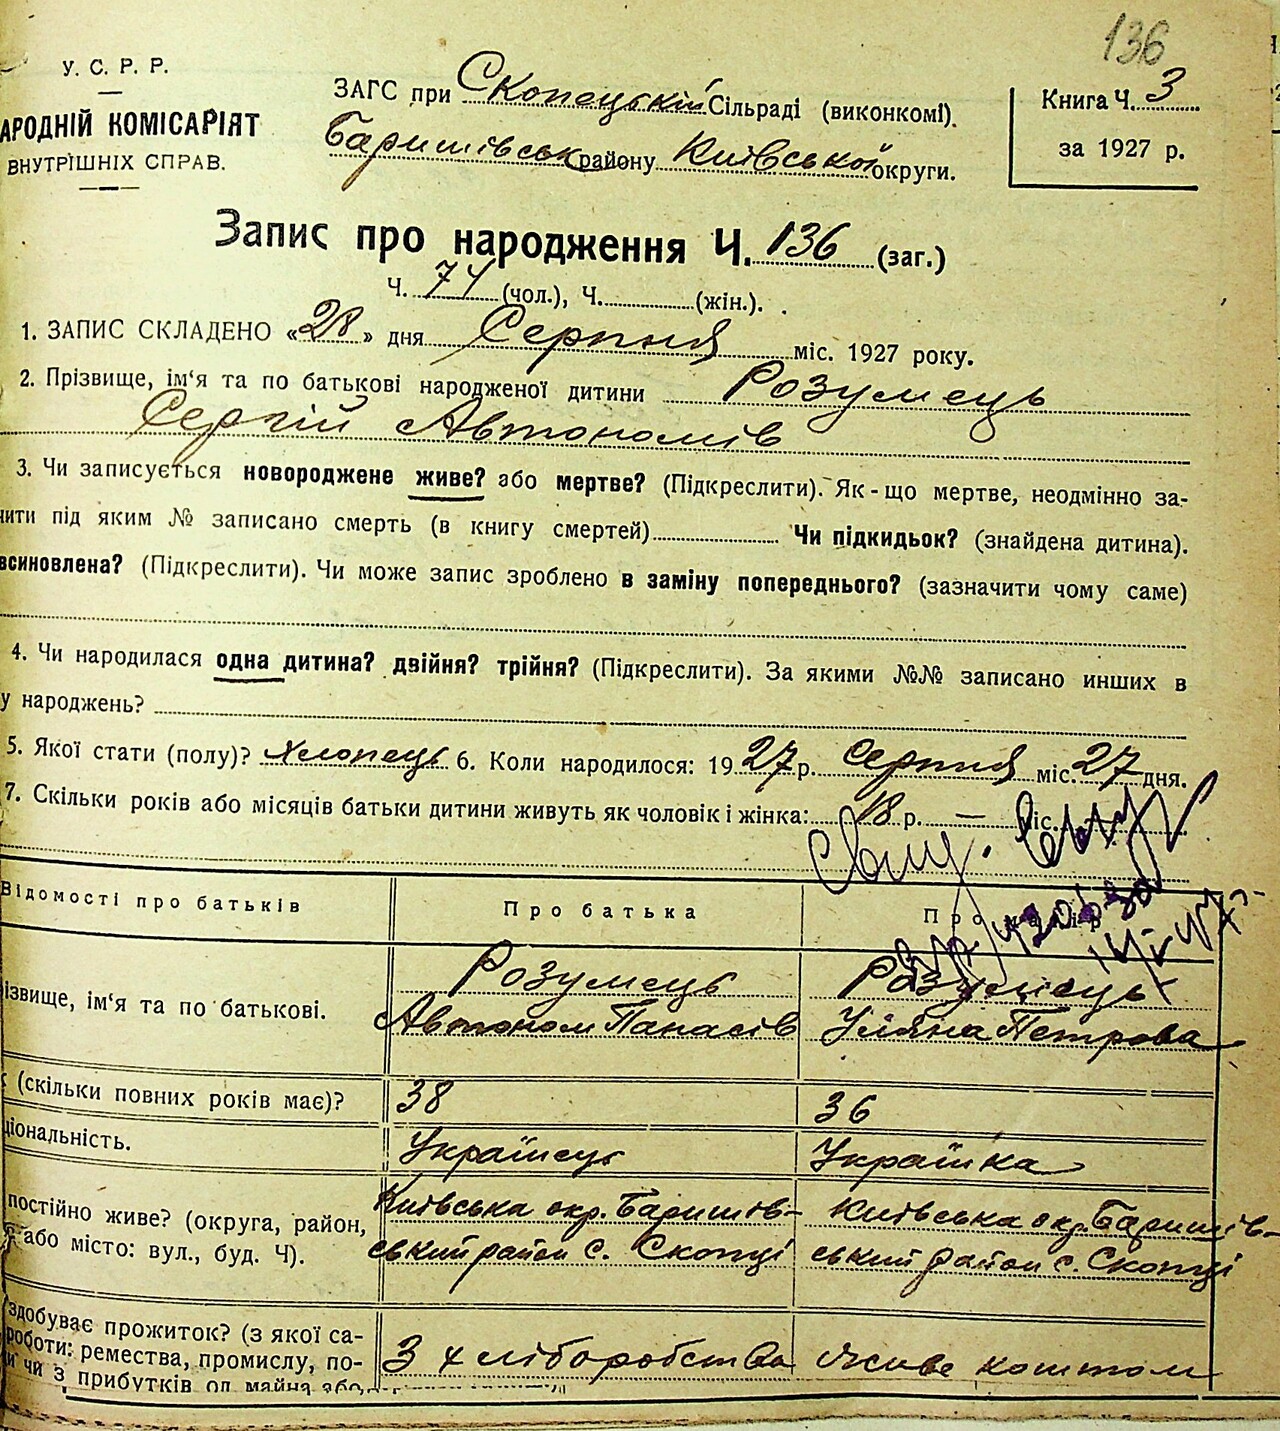 136
У. С. Р. Р.
АРОДНІЙ КОМІСАРІЯТ
ВНУТРІШНІХ СПРАВ.
ЗАГС при Скопецькій Сільраді (виконкомі).
Баришівськ району Київської округи.
Книга Ч. 3
за 1927 р.
Запис про народження Ч. 136 (заг.)
Ч. 74 (чол.), Ч. (жін.).
1. ЗАПИС СКЛАДЕНО «28» дня Серпня міс. 1927 року.
2. Прізвище, ім‘я та по батькові народженої дитини Розумець
Сергій Автономів
3. Чи записується новороджене живе? або мертве? (Підкреслити). Як-що мертве, неодмінно за-
чити під яким № записано смерть (в книгу смертей) Чи підкидьок? (знайдена дитина).
всиновлена? (Підкреслити). Чи може запис зроблено в заміну попереднього? (зазначити чому саме)
4. Чи народилася одна дитина? двійня? трійня? (Підкреслити). За якими №№ записано инших в
у народжень?
5. Якої стати (полу)? Хлопець 6. Коли народилося: 1927 р. Серпня міс. 27 дня.
7. Скільки років або місяців батьки дитини живуть як чоловік і жінка: 18 р. — міс.
Відомості про батьків
Про батька
ізвище, ім‘я та по батькові.
Розумець
Автоном Панасів
Розумець
Уляна Петрова
(скільки повних років має)?
38
36
ціональність.
Українець
Українка
постійно живе? (округа, район,
або місто: вул., буд. Ч).
Київська окр. Баришів-
ський район с. Скопці
Київська окр. Баришів-
ський район с. Скопці
здобуває прожиток? (з якої са-
роботи: ремества, промислу, по-
и чи з прибутків од майна або
З хліборобства
живе коштом